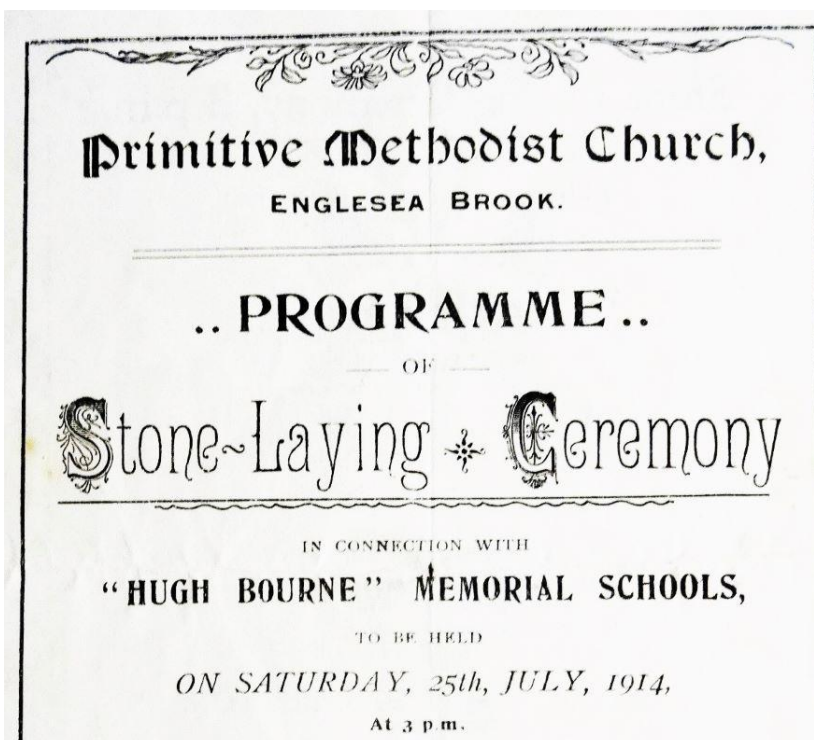 Primitive Methodist Church,
ENGLESEA BROOK.
.. PROGRAMME ..
OF
Stone-Laying Ceremony
IN CONNECTION WITH
“HUGH BOURNE” MEMORIAL SCHOOLS,
TO BE HELD
ON SATURDAY, 25th, JULY, 1914,
At 3 p.m.